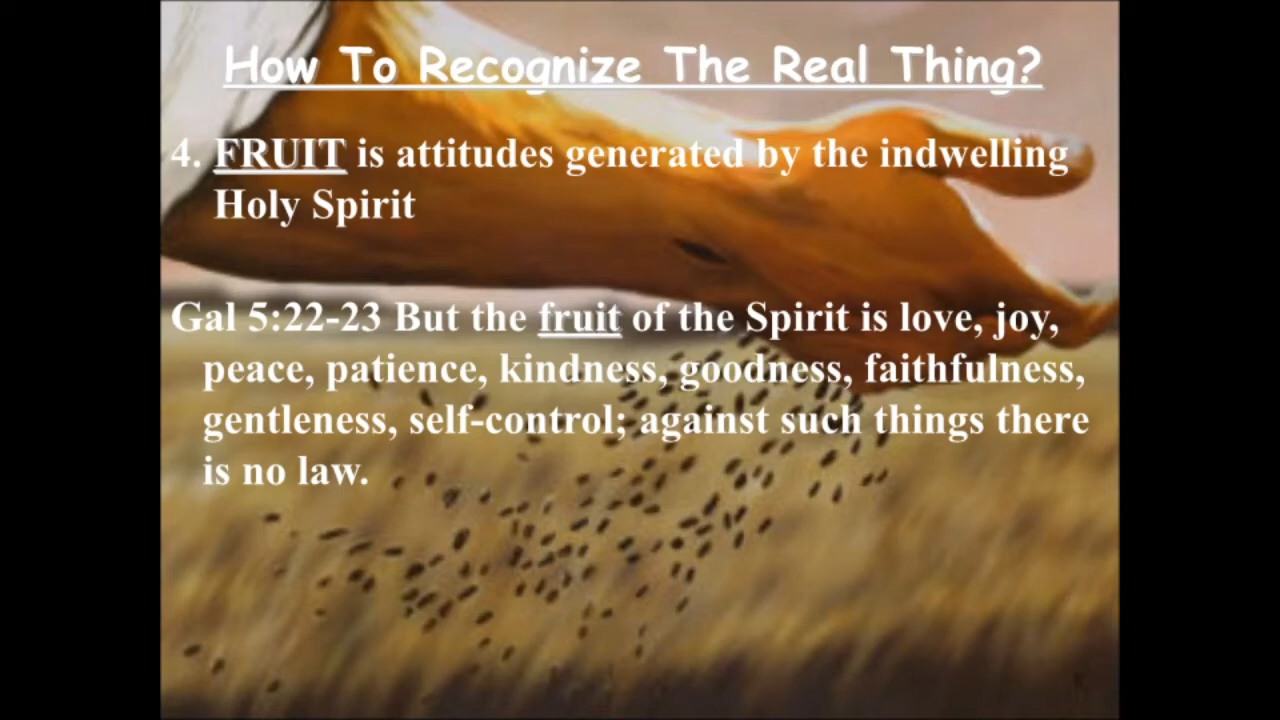 How To Recognize The Real Thing?
4. FRUIT is attitudes generated by the indwelling
Holy Spirit
Gal 5:22-23 But the fruit of the Spirit is love, joy,
peace, patience, kindness, goodness, faithfulness,
gentleness, self-control; against such things there
is no law.